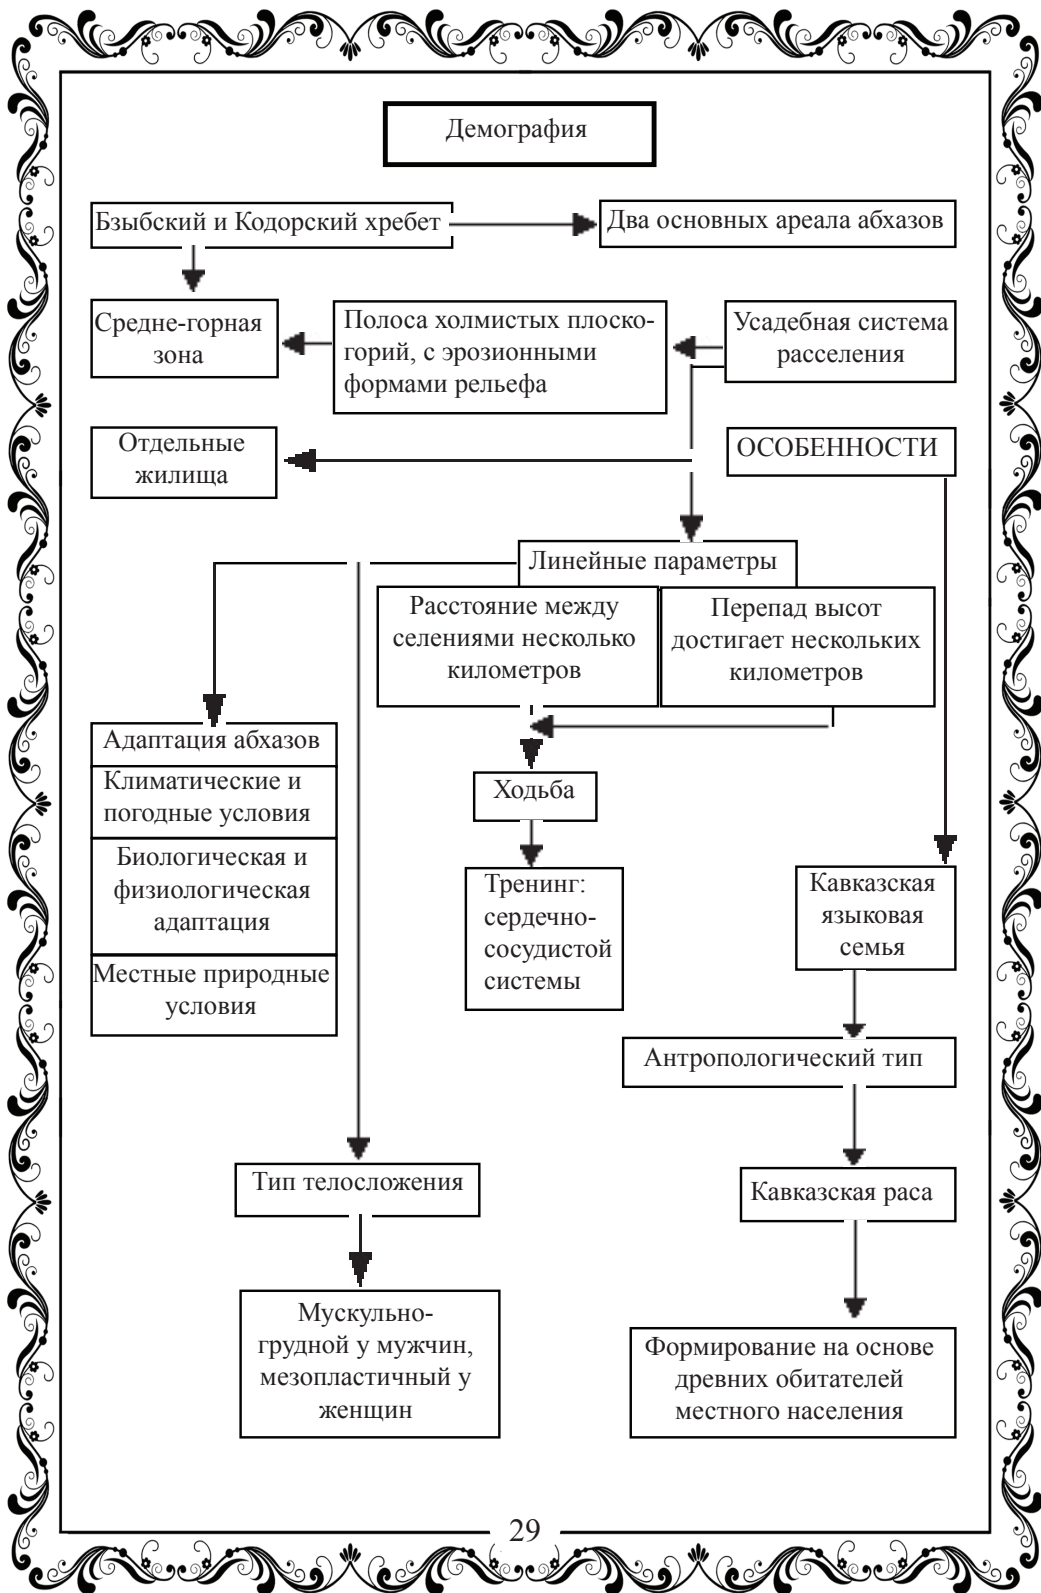 Демография
Бзыбский и Кодорский хребет
Два основных ареала абхазов
Средне-горная
зона
Полоса холмистых плоско-
горий, с эрозионными
формами рельефа
Усадебная система
расселения
Отдельные
жилища
ОСОБЕННОСТИ
Линейные параметры
Расстояние между
селениями несколько
километров
Перепад высот
достигает нескольких
километров
Адаптация абхазов
Климатические и
погодные условия
Биологическая и
физиологическая
адаптация
Местные природные
условия
Ходьба
Тренинг:
сердечно-
сосудистой
системы
Кавказская
языковая
семья
Антропологический тип
Тип телосложения
Кавказская раса
Мускульно-
грудной у мужчин,
мезопластичный у
женщин
Формирование на основе
древних обитателей
местного населения
29